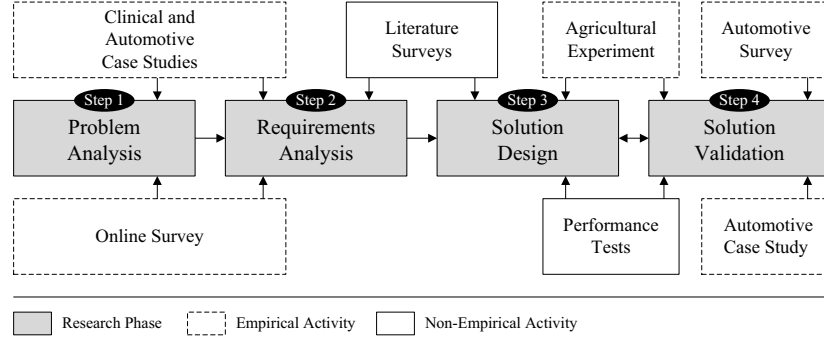 Clinical and
Automotive
Case Studies
Literature
Surveys
Agricultural
Experiment
Automotive
Survey
Step 1
Problem
Analysis
Step 2
Requirements
Analysis
Step 3
Solution
Design
Step 4
Solution
Validation
Online Survey
Performance
Tests
Automotive
Case Study
Research Phase
Empirical Activity
Non-Empirical Activity